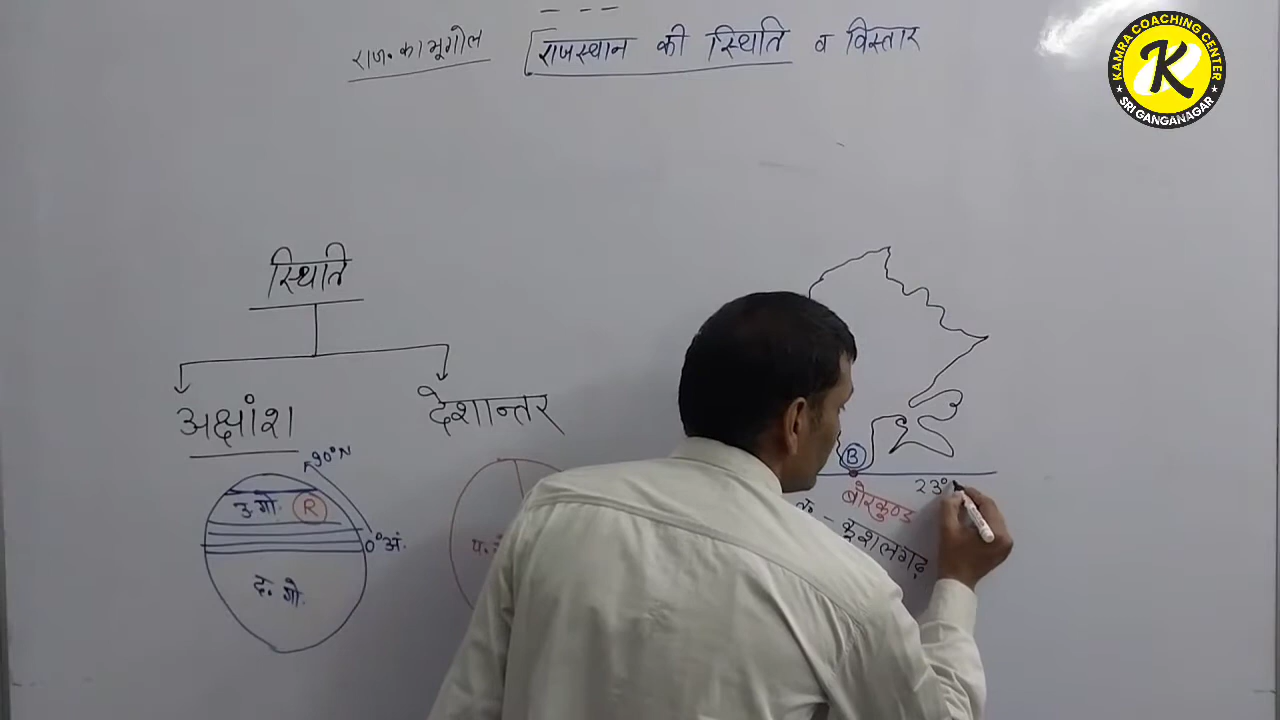 राज. का भूगोल
राजस्थान की स्थिति व विस्तार
KAMRA COACHING CENTER
K
SRI GANGANAGAR
स्थिति
अक्षांश
देशान्तर
90°N
उ.गो.
R
0°अं.
द. गो.
प.
B
23°
बोरकुण्ड
त. - कुशलगढ़